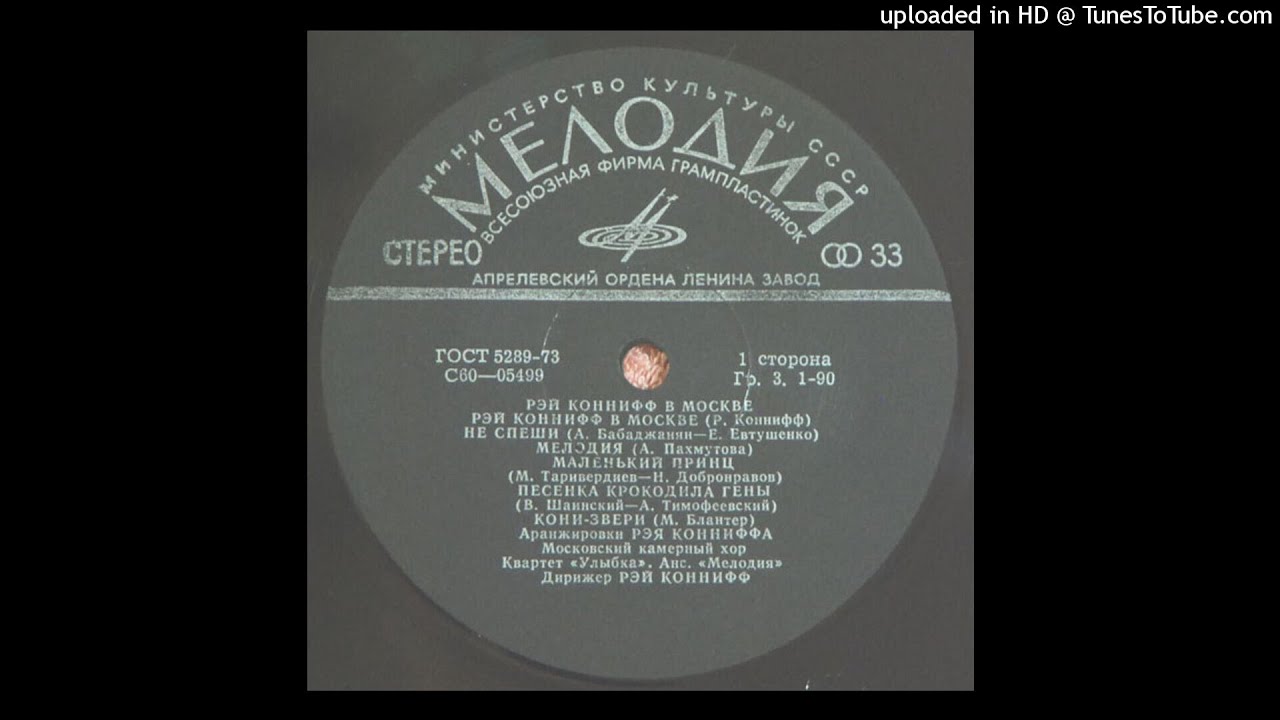 uploaded in HD @ TunesToTube.com
МИНИСТЕРСТВО КУЛЬТУРЫ СССР
МЕЛОДИЯ
ВСЕСОЮЗНАЯ ФИРМА ГРАМПЛАСТИНОК
СТЕРЕО 33
АПРЕЛЕВСКИЙ ОРДЕНА ЛЕНИНА ЗАВОД
ГОСТ 5289-73 1 сторона
С60—05499 Гр. 3. 1-90
РЭЙ КОННИФФ В МОСКВЕ
РЭЙ КОННИФФ В МОСКВЕ (Р. Коннифф)
НЕ СПЕШИ (А. Бабаджанян—Е. Евтушенко)
МЕЛОДИЯ (А. Пахмутова)
МАЛЕНЬКИЙ ПРИНЦ
(М. Таривердиев—Н. Добронравов)
ПЕСЕНКА КРОКОДИЛА ГЕНЫ
(В. Шаинский—А. Тимофеевский)
КОНИ-ЗВЕРИ (М. Блантер)
Аранжировки РЭЯ КОННИФФА
Московский камерный хор
Квартет «Улыбка». Анс. «Мелодия»
Дирижер РЭЙ КОННИФФ